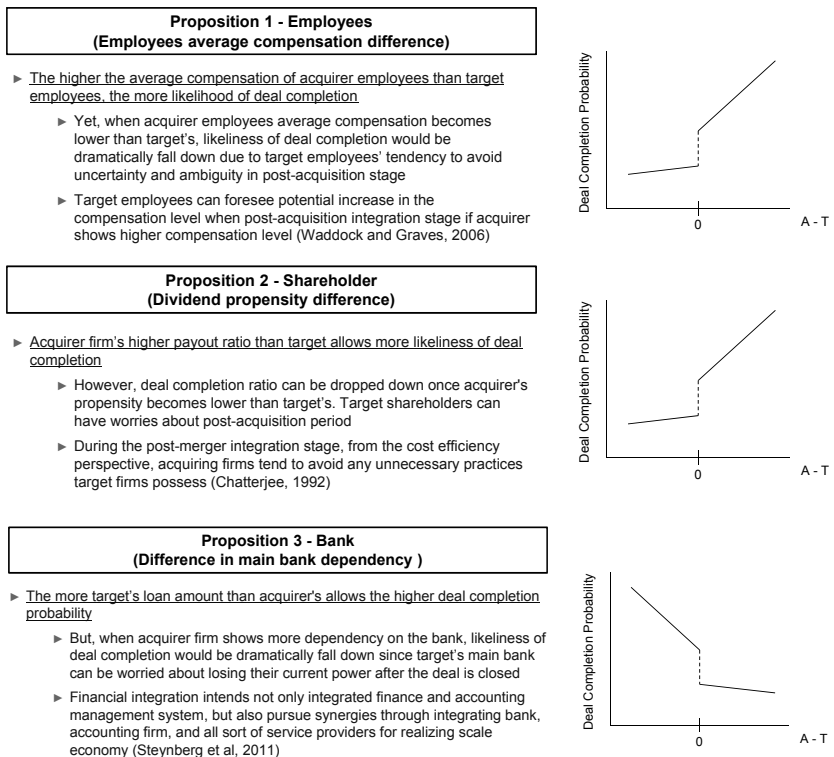 Proposition 1 - Employees
(Employees average compensation difference)
► The higher the average compensation of acquirer employees than target
employees, the more likelihood of deal completion
► Yet, when acquirer employees average compensation becomes
lower than target's, likeliness of deal completion would be
dramatically fall down due to target employees' tendency to avoid
uncertainty and ambiguity in post-acquisition stage
► Target employees can foresee potential increase in the
compensation level when post-acquisition integration stage if acquirer
shows higher compensation level (Waddock and Graves, 2006)
Deal Completion Probability
0
A - T
Proposition 2 - Shareholder
(Dividend propensity difference)
► Acquirer firm's higher payout ratio than target allows more likeliness of deal
completion
► However, deal completion ratio can be dropped down once acquirer's
propensity becomes lower than target's. Target shareholders can
have worries about post-acquisition period
► During the post-merger integration stage, from the cost efficiency
perspective, acquiring firms tend to avoid any unnecessary practices
target firms possess (Chatterjee, 1992)
Deal Completion Probability
0
A - T
Proposition 3 - Bank
(Difference in main bank dependency )
► The more target's loan amount than acquirer's allows the higher deal completion
probability
► But, when acquirer firm shows more dependency on the bank, likeliness of
deal completion would be dramatically fall down since target's main bank
can be worried about losing their current power after the deal is closed
► Financial integration intends not only integrated finance and accounting
management system, but also pursue synergies through integrating bank,
accounting firm, and all sort of service providers for realizing scale
economy (Steynberg et al, 2011)
Deal Completion Probability
0
A - T